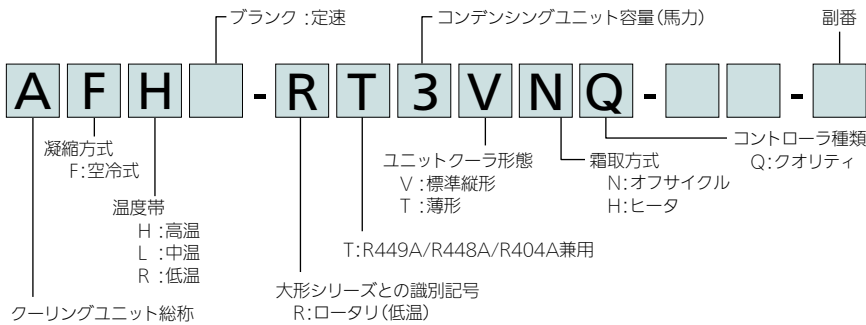 ブランク：定速
コンデンシングユニット容量(馬力)
副番
A F H - R T 3 V N Q - -
凝縮方式
F：空冷式
温度帯
H：高温
L：中温
R：低温
クーリングユニット総称
ユニットクーラ形態
V：標準縦形
T：薄形
霜取方式
N：オフサイクル
H：ヒータ
コントローラ種類
Q：クオリティ
T：R449A/R448A/R404A兼用
大形シリーズとの識別記号
R：ロータリ(低温)